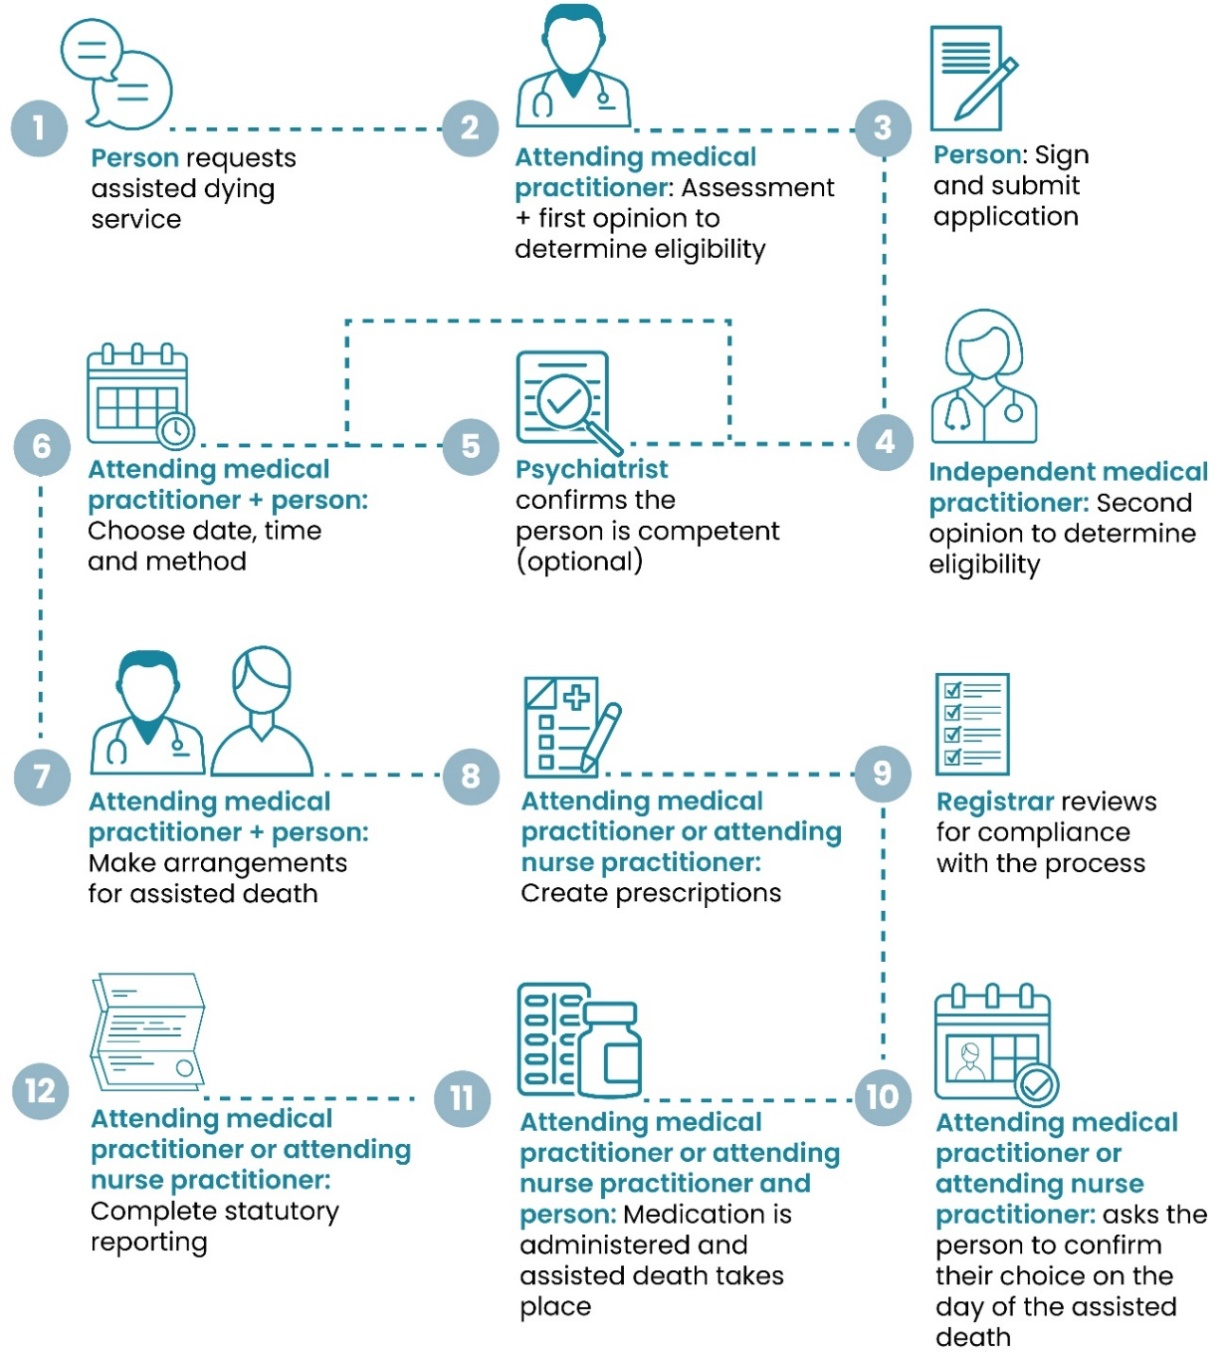 1
Person requests
assisted dying
service
2
Attending medical
practitioner: Assessment
+ first opinion to
determine eligibility
3
Person: Sign
and submit
application
4
Independent medical
practitioner: Second
opinion to determine
eligibility
5
Psychiatrist
confirms the
person is competent
(optional)
6
Attending medical
practitioner + person:
Choose date, time
and method
7
Attending medical
practitioner + person:
Make arrangements
for assisted death
8
Attending medical
practitioner or attending
nurse practitioner:
Create prescriptions
9
Registrar reviews
for compliance
with the process
10
Attending medical
practitioner or
attending nurse
practitioner: asks the
person to confirm
their choice on the
day of the assisted
death
11
Attending medical
practitioner or attending
nurse practitioner and
person: Medication is
administered and
assisted death takes
place
12
Attending medical
practitioner or attending
nurse practitioner:
Complete statutory
reporting